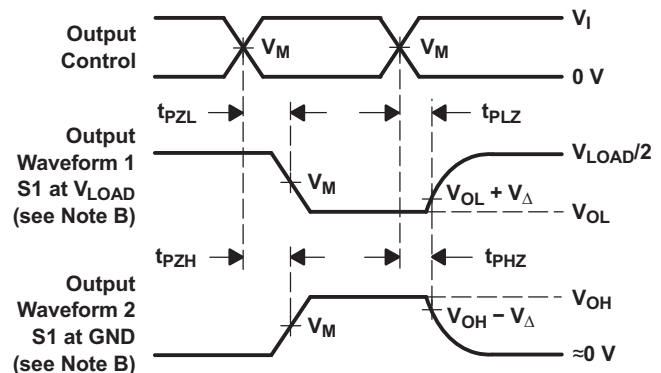 Output
Control
V_M
V_M
V_I
0 V
t_PZL
t_PLZ
Output
Waveform 1
S1 at V_LOAD
(see Note B)
V_M
V_LOAD/2
V_OL + V_Δ
V_OL
t_PZH
t_PHZ
Output
Waveform 2
S1 at GND
(see Note B)
V_M
V_OH
V_OH − V_Δ
≈0 V